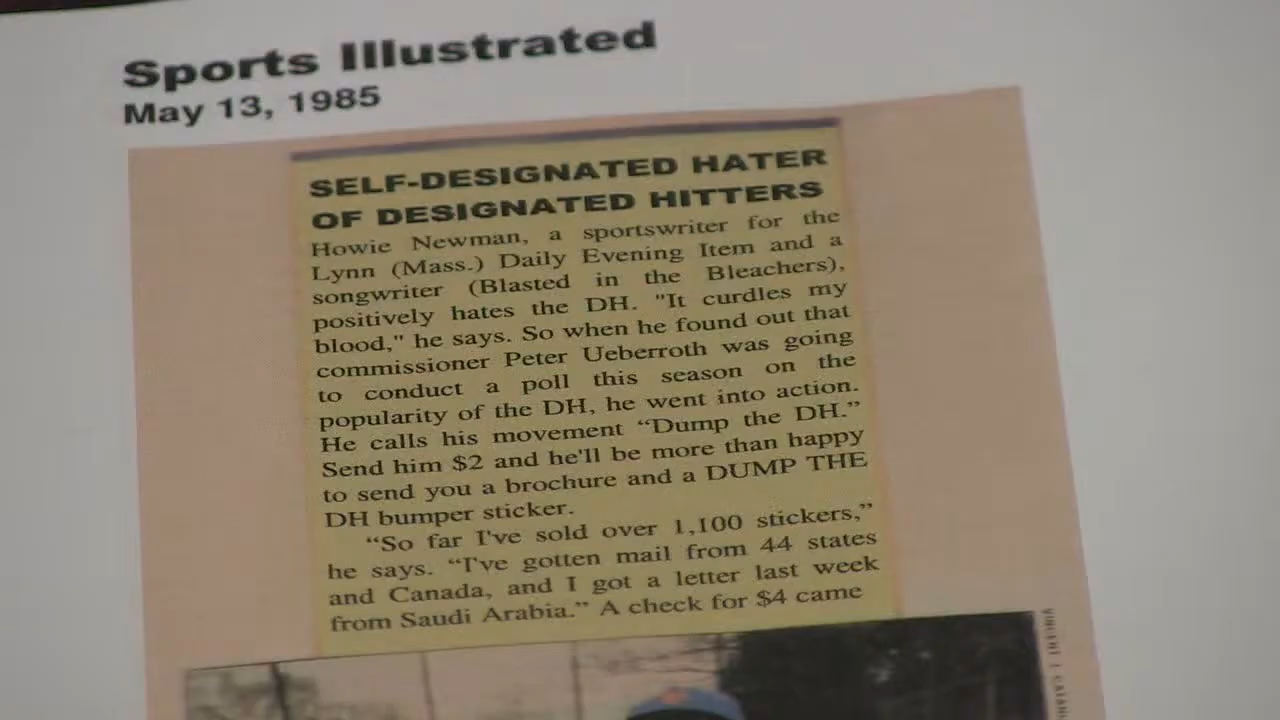 Sports Illustrated
May 13, 1985
SELF-DESIGNATED HATER
OF DESIGNATED HITTERS
Howie Newman, a sportswriter for the
Lynn (Mass.) Daily Evening Item and a
songwriter (Blasted in the Bleachers),
positively hates the DH. "It curdles my
blood," he says. So when he found out that
commissioner Peter Ueberroth was going
to conduct a poll this season on the
popularity of the DH, he went into action.
He calls his movement “Dump the DH.”
Send him $2 and he'll be more than happy
to send you a brochure and a DUMP THE
DH bumper sticker.
“So far I've sold over 1,100 stickers,”
he says. “I've gotten mail from 44 states
and Canada, and I got a letter last week
from Saudi Arabia.” A check for $4 came